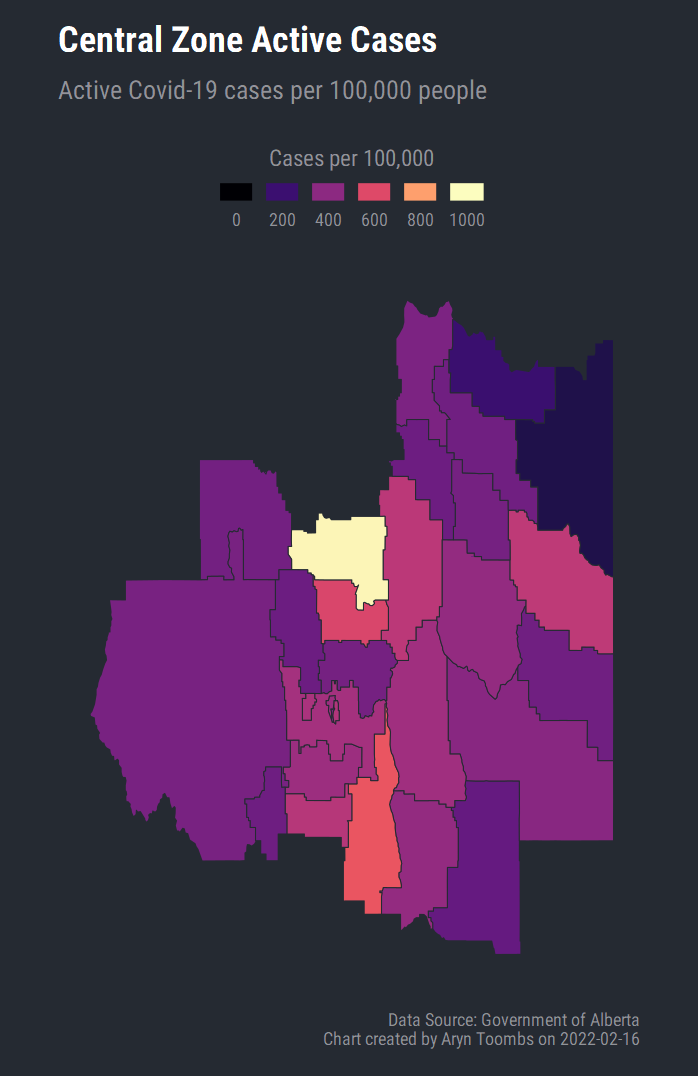 Central Zone Active Cases
Active Covid-19 cases per 100,000 people
Cases per 100,000
0 200 400 600 800 1000
Data Source: Government of Alberta
Chart created by Aryn Toombs on 2022-02-16